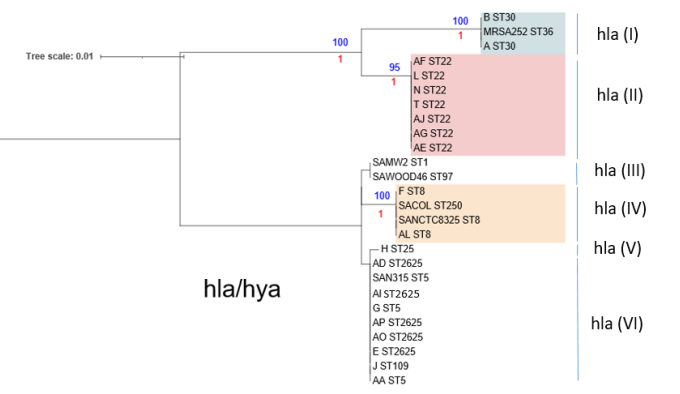 B ST30
100
MRSA252 ST36
hla (I)
1
A ST30
100
1
Tree scale: 0.01
AF ST22
95
L ST22
1
N ST22
hla (II)
T ST22
AJ ST22
AG ST22
AE ST22
SAMW2 ST1
hla (III)
SAWOOD46 ST97
F ST8
100
SACOL ST250
hla (IV)
1
SANCTC8325 ST8
AL ST8
H ST25
hla (V)
AD ST2625
SAN315 ST5
hla/hya
AI ST2625
G ST5
AP ST2625
hla (VI)
AO ST2625
E ST2625
J ST109
AA ST5